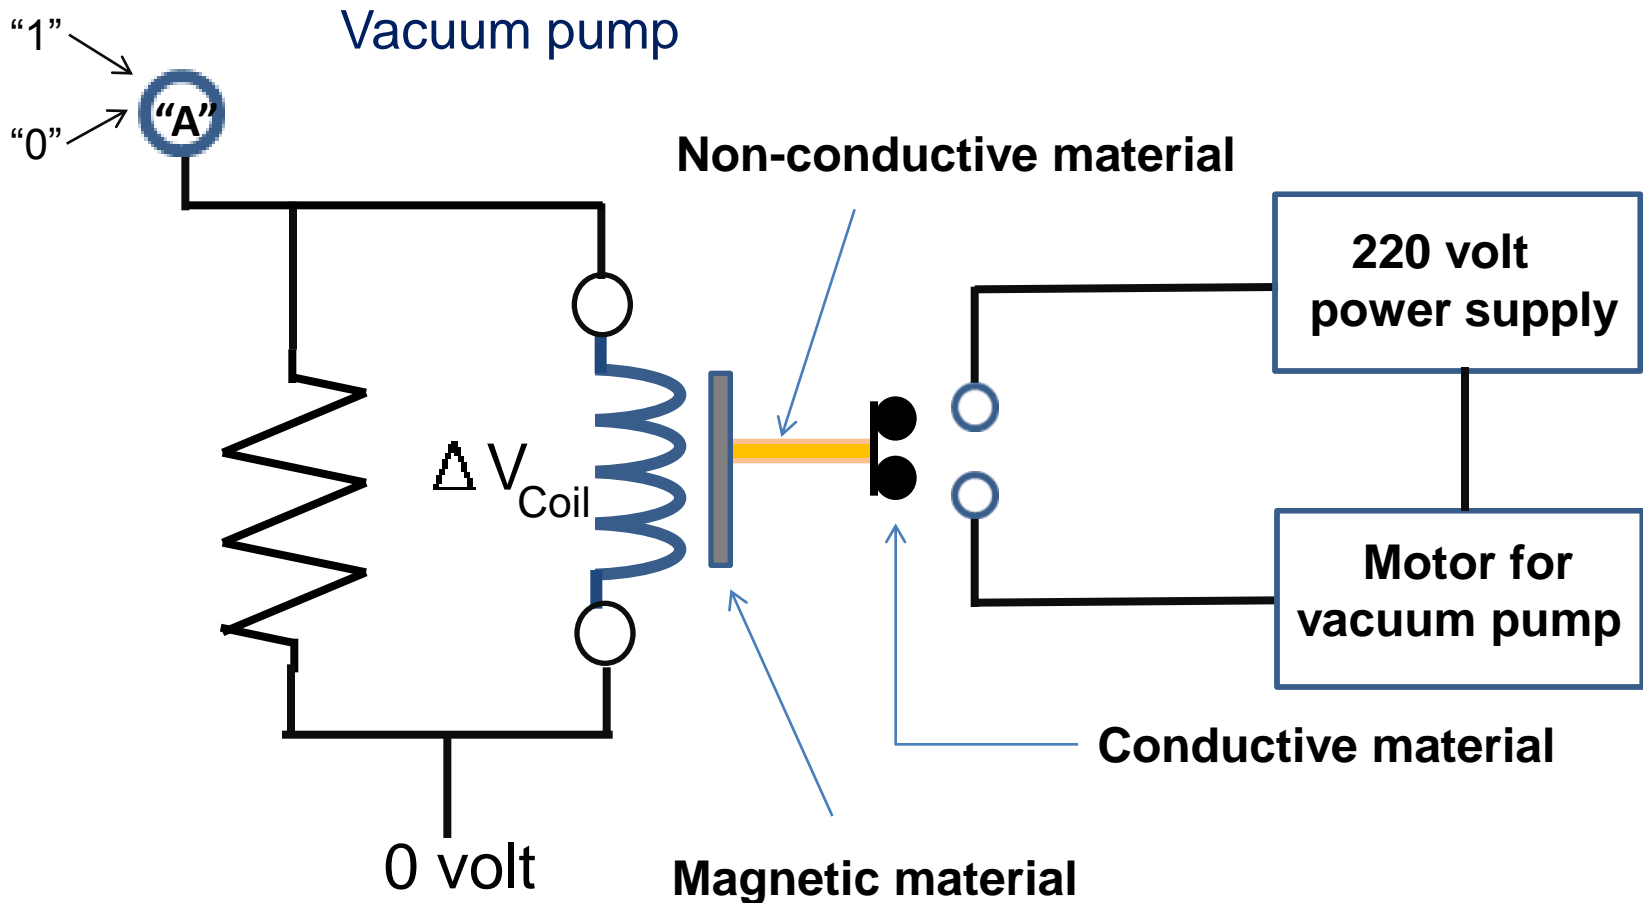 Vacuum pump
“1”
“A”
“0”
Non-conductive material
220 volt
power supply
Δ V Coil
Motor for
vacuum pump
Conductive material
0 volt
Magnetic material